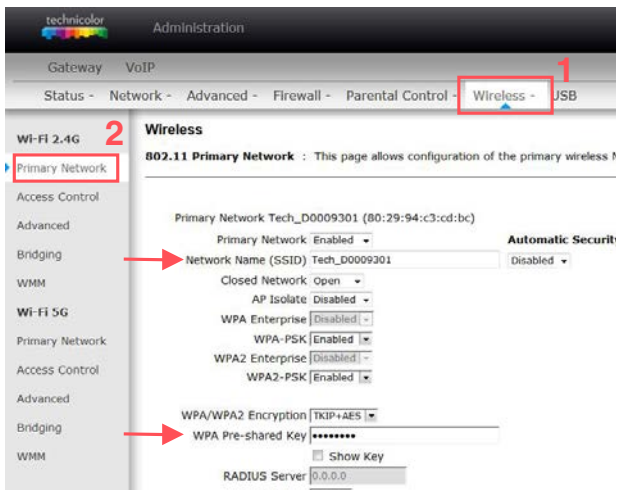 technicolor
Administration
Gateway VoIP
1
Status - Network - Advanced - Firewall - Parental Control - Wireless - USB
Wi-Fi 2.4G
2
Primary Network
Access Control
Advanced
Bridging
WMM
Wi-Fi 5G
Primary Network
Access Control
Advanced
Bridging
WMM
Wireless
802.11 Primary Network : This page allows configuration of the primary wireless
Primary Network Tech_D0009301 (80:29:94:c3:cd:bc)
Primary Network Enabled
Automatic Security
Network Name (SSID) Tech_D0009301
Disabled
Closed Network Open
AP Isolate Disabled
WPA Enterprise Disabled
WPA-PSK Enabled
WPA2 Enterprise Disabled
WPA2-PSK Enabled
WPA/WPA2 Encryption TKIP+AES
WPA Pre-shared Key ••••••••
Show Key
RADIUS Server 0.0.0.0